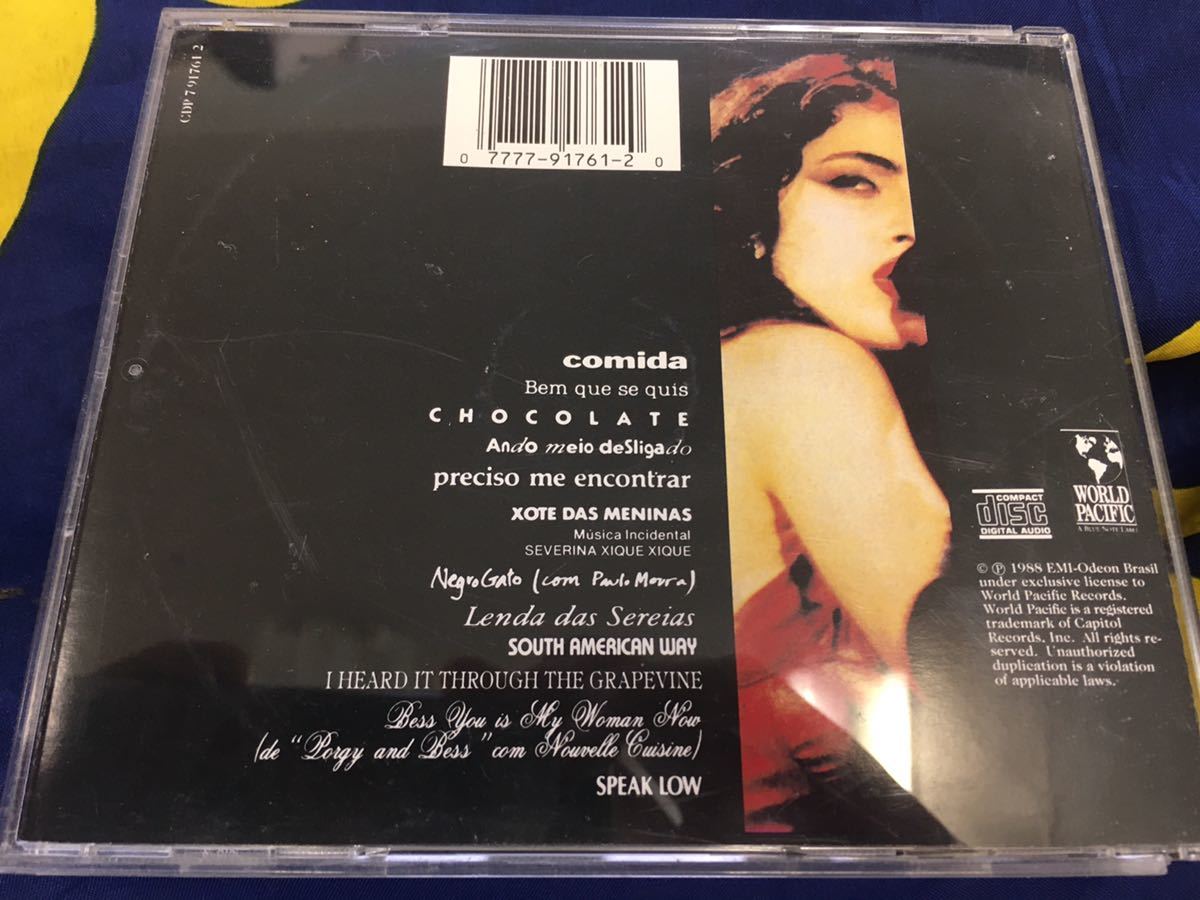 CDP 7 91761 2
0 7777-91761-2 0
comida
Bem que se quis
CHOCOLATE
Ando meio deSligado
preciso me encontrar
XOTE DAS MENINAS
Música Incidental
SEVERINA XIQUE XIQUE
NegroGato (com Paulo Moura)
Lenda das Sereias
SOUTH AMERICAN WAY
I HEARD IT THROUGH THE GRAPEVINE
Bess You is My Woman Now
(de "Porgy and Bess" com Nouvelle Cuisine)
SPEAK LOW
COMPACT
disc
DIGITAL AUDIO
WORLD
PACIFIC
A BLUE NOTE LABEL
© ℗ 1988 EMI-Odeon Brasil
under exclusive license to
World Pacific Records.
World Pacific is a registered
trademark of Capitol
Records, Inc. All rights re-
served. Unauthorized
duplication is a violation
of applicable laws.